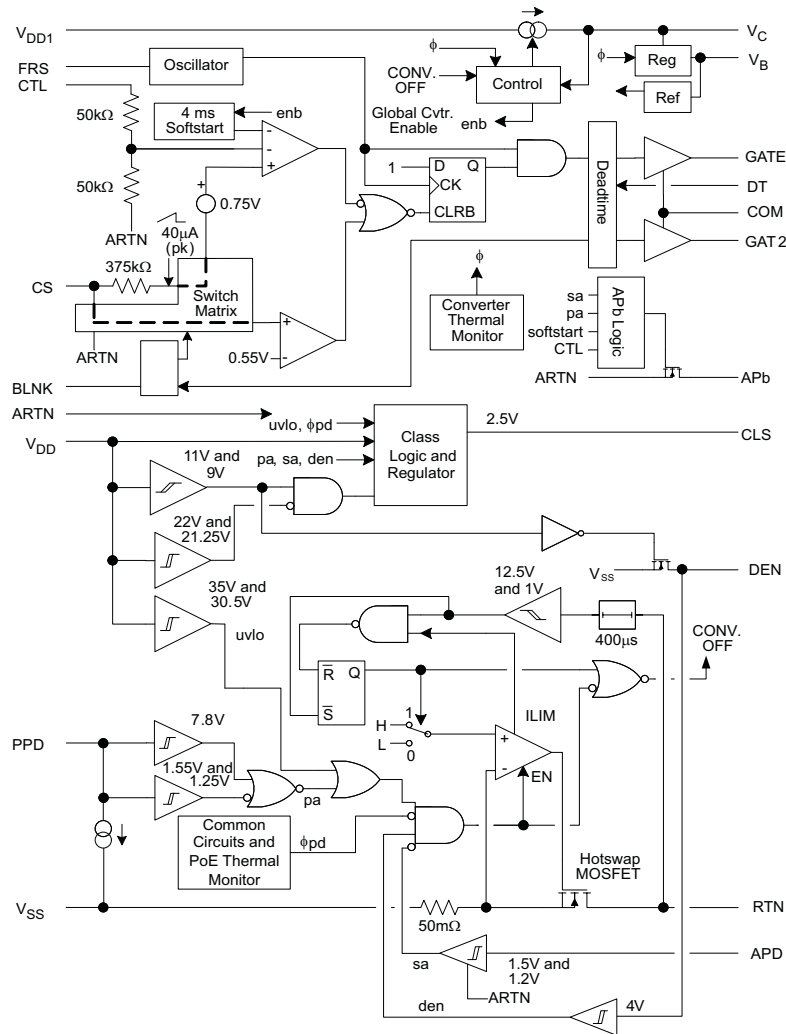 V_DD1
V_C
FRS
Oscillator
ϕ
ϕ
Reg
V_B
CTL
CONV.
OFF
Control
Ref
50kΩ
4 ms
Softstart
enb
Global Cvtr.
Enable
enb
-
-
+
1
D
Q
CK
CLRB
Deadtime
GATE
DT
COM
GAT2
50kΩ
+
0.75V
ARTN
40μA
(pk)
375kΩ
CS
Switch
Matrix
ϕ
Converter
Thermal
Monitor
sa
pa
softstart
CTL
APb Logic
ARTN
+
0.55V
-
BLNK
ARTN
APb
ARTN
uvlo, ϕpd
Class
Logic and
Regulator
2.5V
CLS
V_DD
pa, sa, den
11V and
9V
22V and
21.25V
V_SS
DEN
35V and
30.5V
uvlo
12.5V
and 1V
400μs
CONV.
OFF
R̅
Q
S̅
1
H
L
0
ILIM
+
-
EN
PPD
7.8V
1.55V and
1.25V
pa
Common
Circuits and
PoE Thermal
Monitor
ϕpd
Hotswap
MOSFET
V_SS
50mΩ
RTN
sa
1.5V and
1.2V
APD
ARTN
den
4V